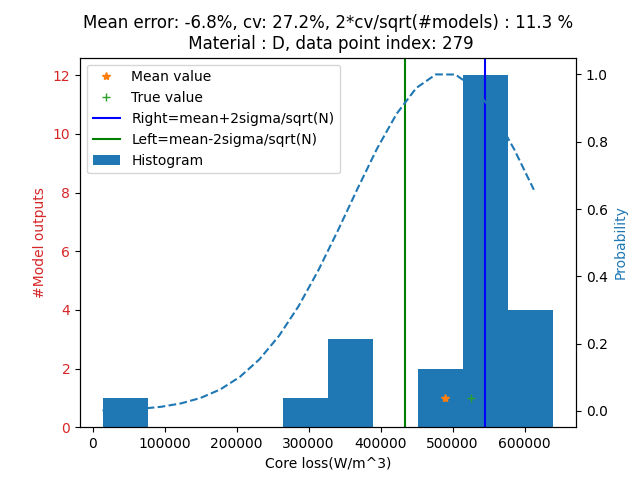 Mean error: -6.8%, cv: 27.2%, 2*cv/sqrt(#models) : 11.3 %
Material : D, data point index: 279
Mean value
True value
Right=mean+2sigma/sqrt(N)
Left=mean-2sigma/sqrt(N)
Histogram
#Model outputs
12
10
8
6
4
2
0
1.0
0.8
0.6
0.4
0.2
0.0
Probability
0 100000 200000 300000 400000 500000 600000
Core loss(W/m^3)